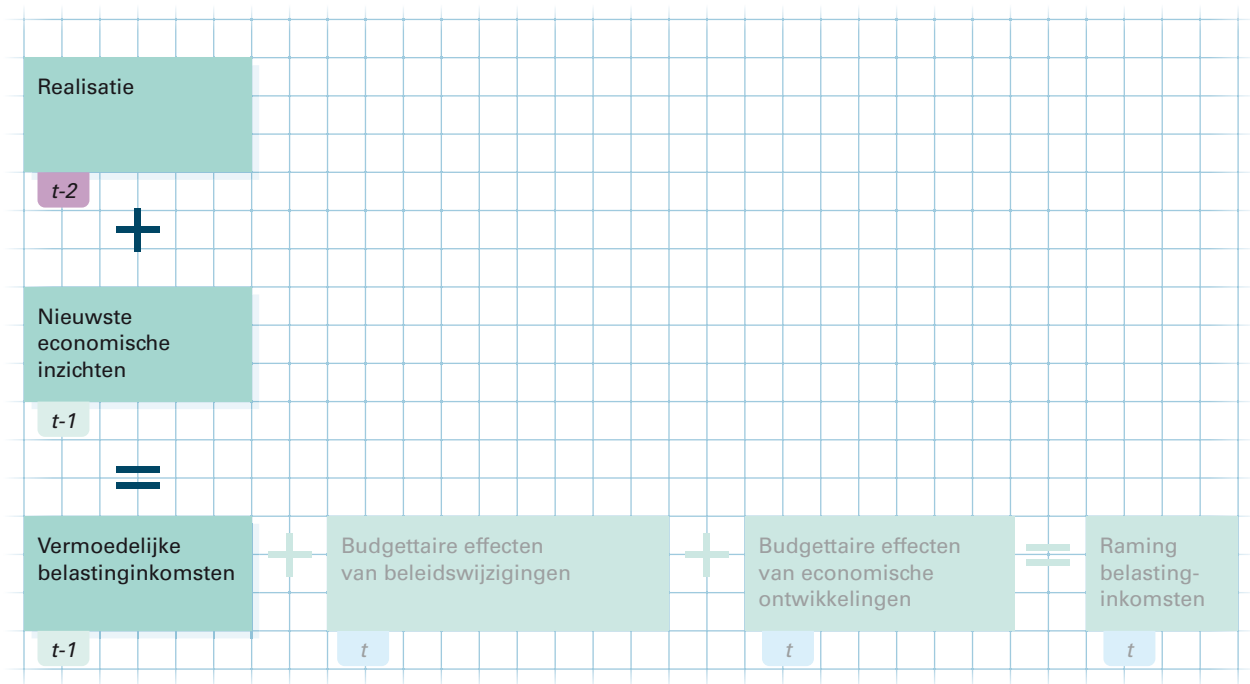 Realisatie
t-2
+
Nieuwste
economische
inzichten
t-1
=
Vermoedelijke
belastinginkomsten
t-1
+
Budgettaire effecten
van beleidswijzigingen
t
+
Budgettaire effecten
van economische
ontwikkelingen
t
=
Raming
belasting-
inkomsten
t